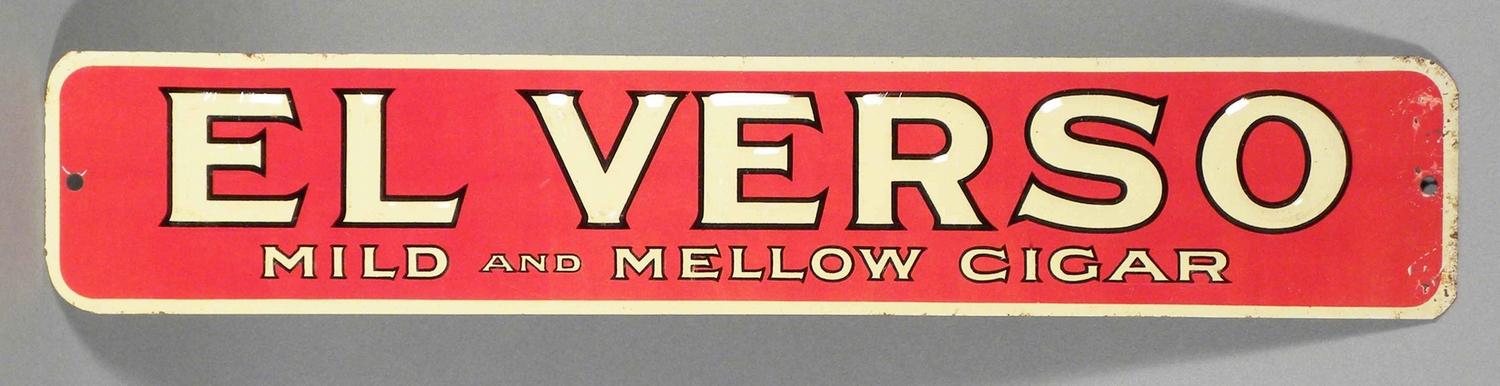 EL VERSO
MILD AND MELLOW CIGAR